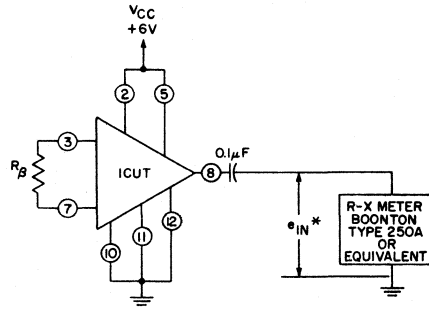 VCC
+6V
2
5
3
Rβ
7
ICUT
8
0.1µF
10
11
12
eIN*
R-X METER
BOONTON
TYPE 250A
OR
EQUIVALENT